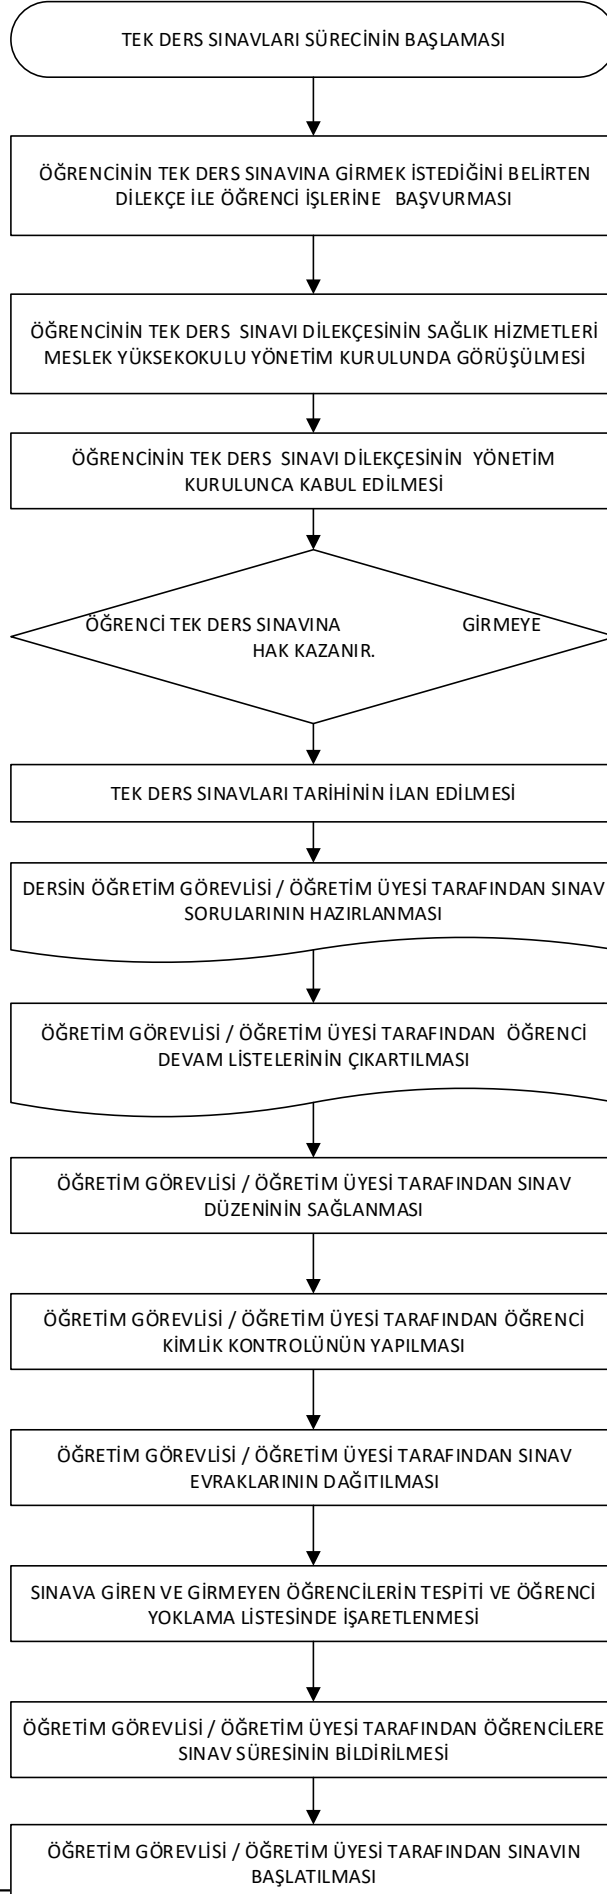 TEK DERS SINAVLARI SÜRECİNİN BAŞLAMASI
ÖĞRENCİNİN TEK DERS SINAVINA GİRMEK İSTEDİĞİNİ BELİRTEN
DİLEKÇE İLE ÖĞRENCİ İŞLERİNE BAŞVURMASI
ÖĞRENCİNİN TEK DERS SINAVI DİLEKÇESİNİN SAĞLIK HİZMETLERİ
MESLEK YÜKSEKOKULU YÖNETİM KURULUNDA GÖRÜŞÜLMESİ
ÖĞRENCİNİN TEK DERS SINAVI DİLEKÇESİNİN YÖNETİM
KURULUNCA KABUL EDİLMESİ
ÖĞRENCİ TEK DERS SINAVINA GİRMEYE
HAK KAZANIR.
TEK DERS SINAVLARI TARİHİNİN İLAN EDİLMESİ
DERSİN ÖĞRETİM GÖREVLİSİ / ÖĞRETİM ÜYESİ TARAFINDAN SINAV
SORULARININ HAZIRLANMASI
ÖĞRETİM GÖREVLİSİ / ÖĞRETİM ÜYESİ TARAFINDAN ÖĞRENCİ
DEVAM LİSTELERİNİN ÇIKARTILMASI
ÖĞRETİM GÖREVLİSİ / ÖĞRETİM ÜYESİ TARAFINDAN SINAV
DÜZENİNİN SAĞLANMASI
ÖĞRETİM GÖREVLİSİ / ÖĞRETİM ÜYESİ TARAFINDAN ÖĞRENCİ
KİMLİK KONTROLÜNÜN YAPILMASI
ÖĞRETİM GÖREVLİSİ / ÖĞRETİM ÜYESİ TARAFINDAN SINAV
EVRAKLARININ DAĞITILMASI
SINAVA GİREN VE GİRMEYEN ÖĞRENCİLERİN TESPİTİ VE ÖĞRENCİ
YOKLAMA LİSTESİNDE İŞARETLENMESİ
ÖĞRETİM GÖREVLİSİ / ÖĞRETİM ÜYESİ TARAFINDAN ÖĞRENCİLERE
SINAV SÜRESİNİN BİLDİRİLMESİ
ÖĞRETİM GÖREVLİSİ / ÖĞRETİM ÜYESİ TARAFINDAN SINAVIN
BAŞLATILMASI